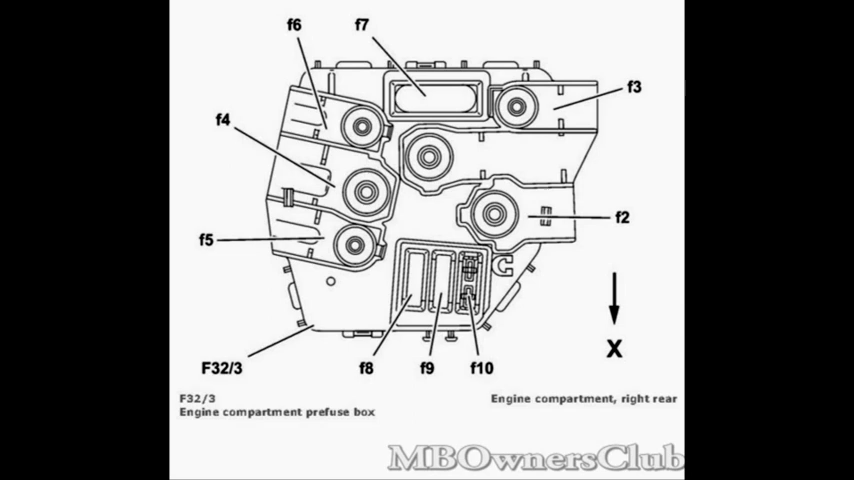 f6 f7
f3
f4
f2
f5
X
F32/3 f8 f9 f10
F32/3 Engine compartment, right rear
Engine compartment prefuse box
MBOwnersClub